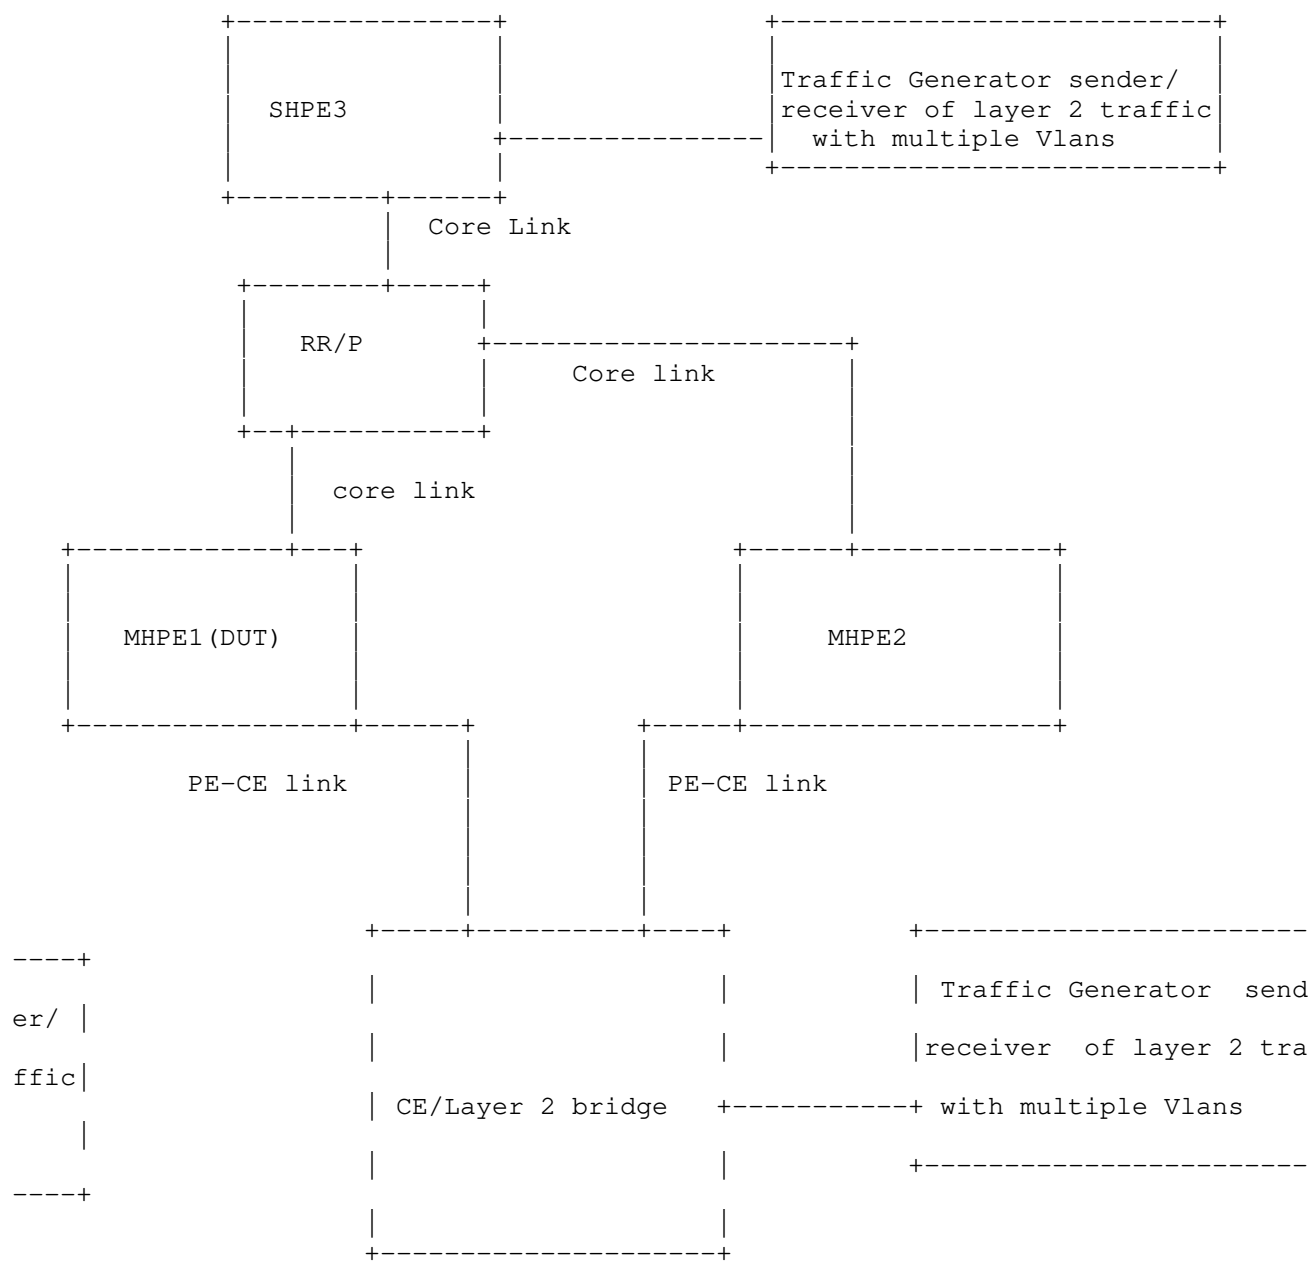 Traffic Generator sender/
SHPE3 receiver of layer 2 traffic
with multiple Vlans
Core Link
RR/P
Core link
core link
MHPE1(DUT) MHPE2
PE-CE link PE-CE link
Traffic Generator send
er/
receiver of layer 2 tra
ffic
CE/Layer 2 bridge with multiple Vlans